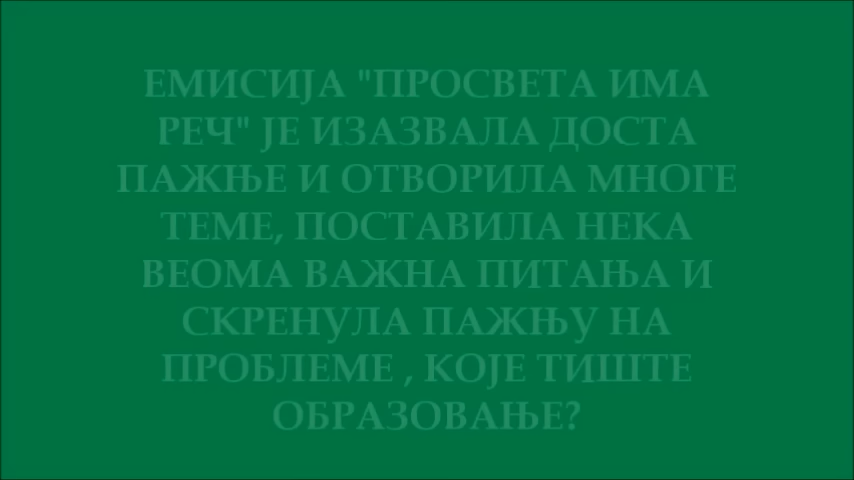 ЕМИСИЈА "ПРОСВЕТА ИМА
РЕЧ" ЈЕ ИЗАЗВАЛА ДОСТА
ПАЖЊЕ И ОТВОРИЛА МНОГЕ
ТЕМЕ, ПОСТАВИЛА НЕКА
ВЕОМА ВАЖНА ПИТАЊА И
СКРЕНУЛА ПАЖЊУ НА
ПРОБЛЕМЕ , КОЈЕ ТИШТЕ
ОБРАЗОВАЊЕ?